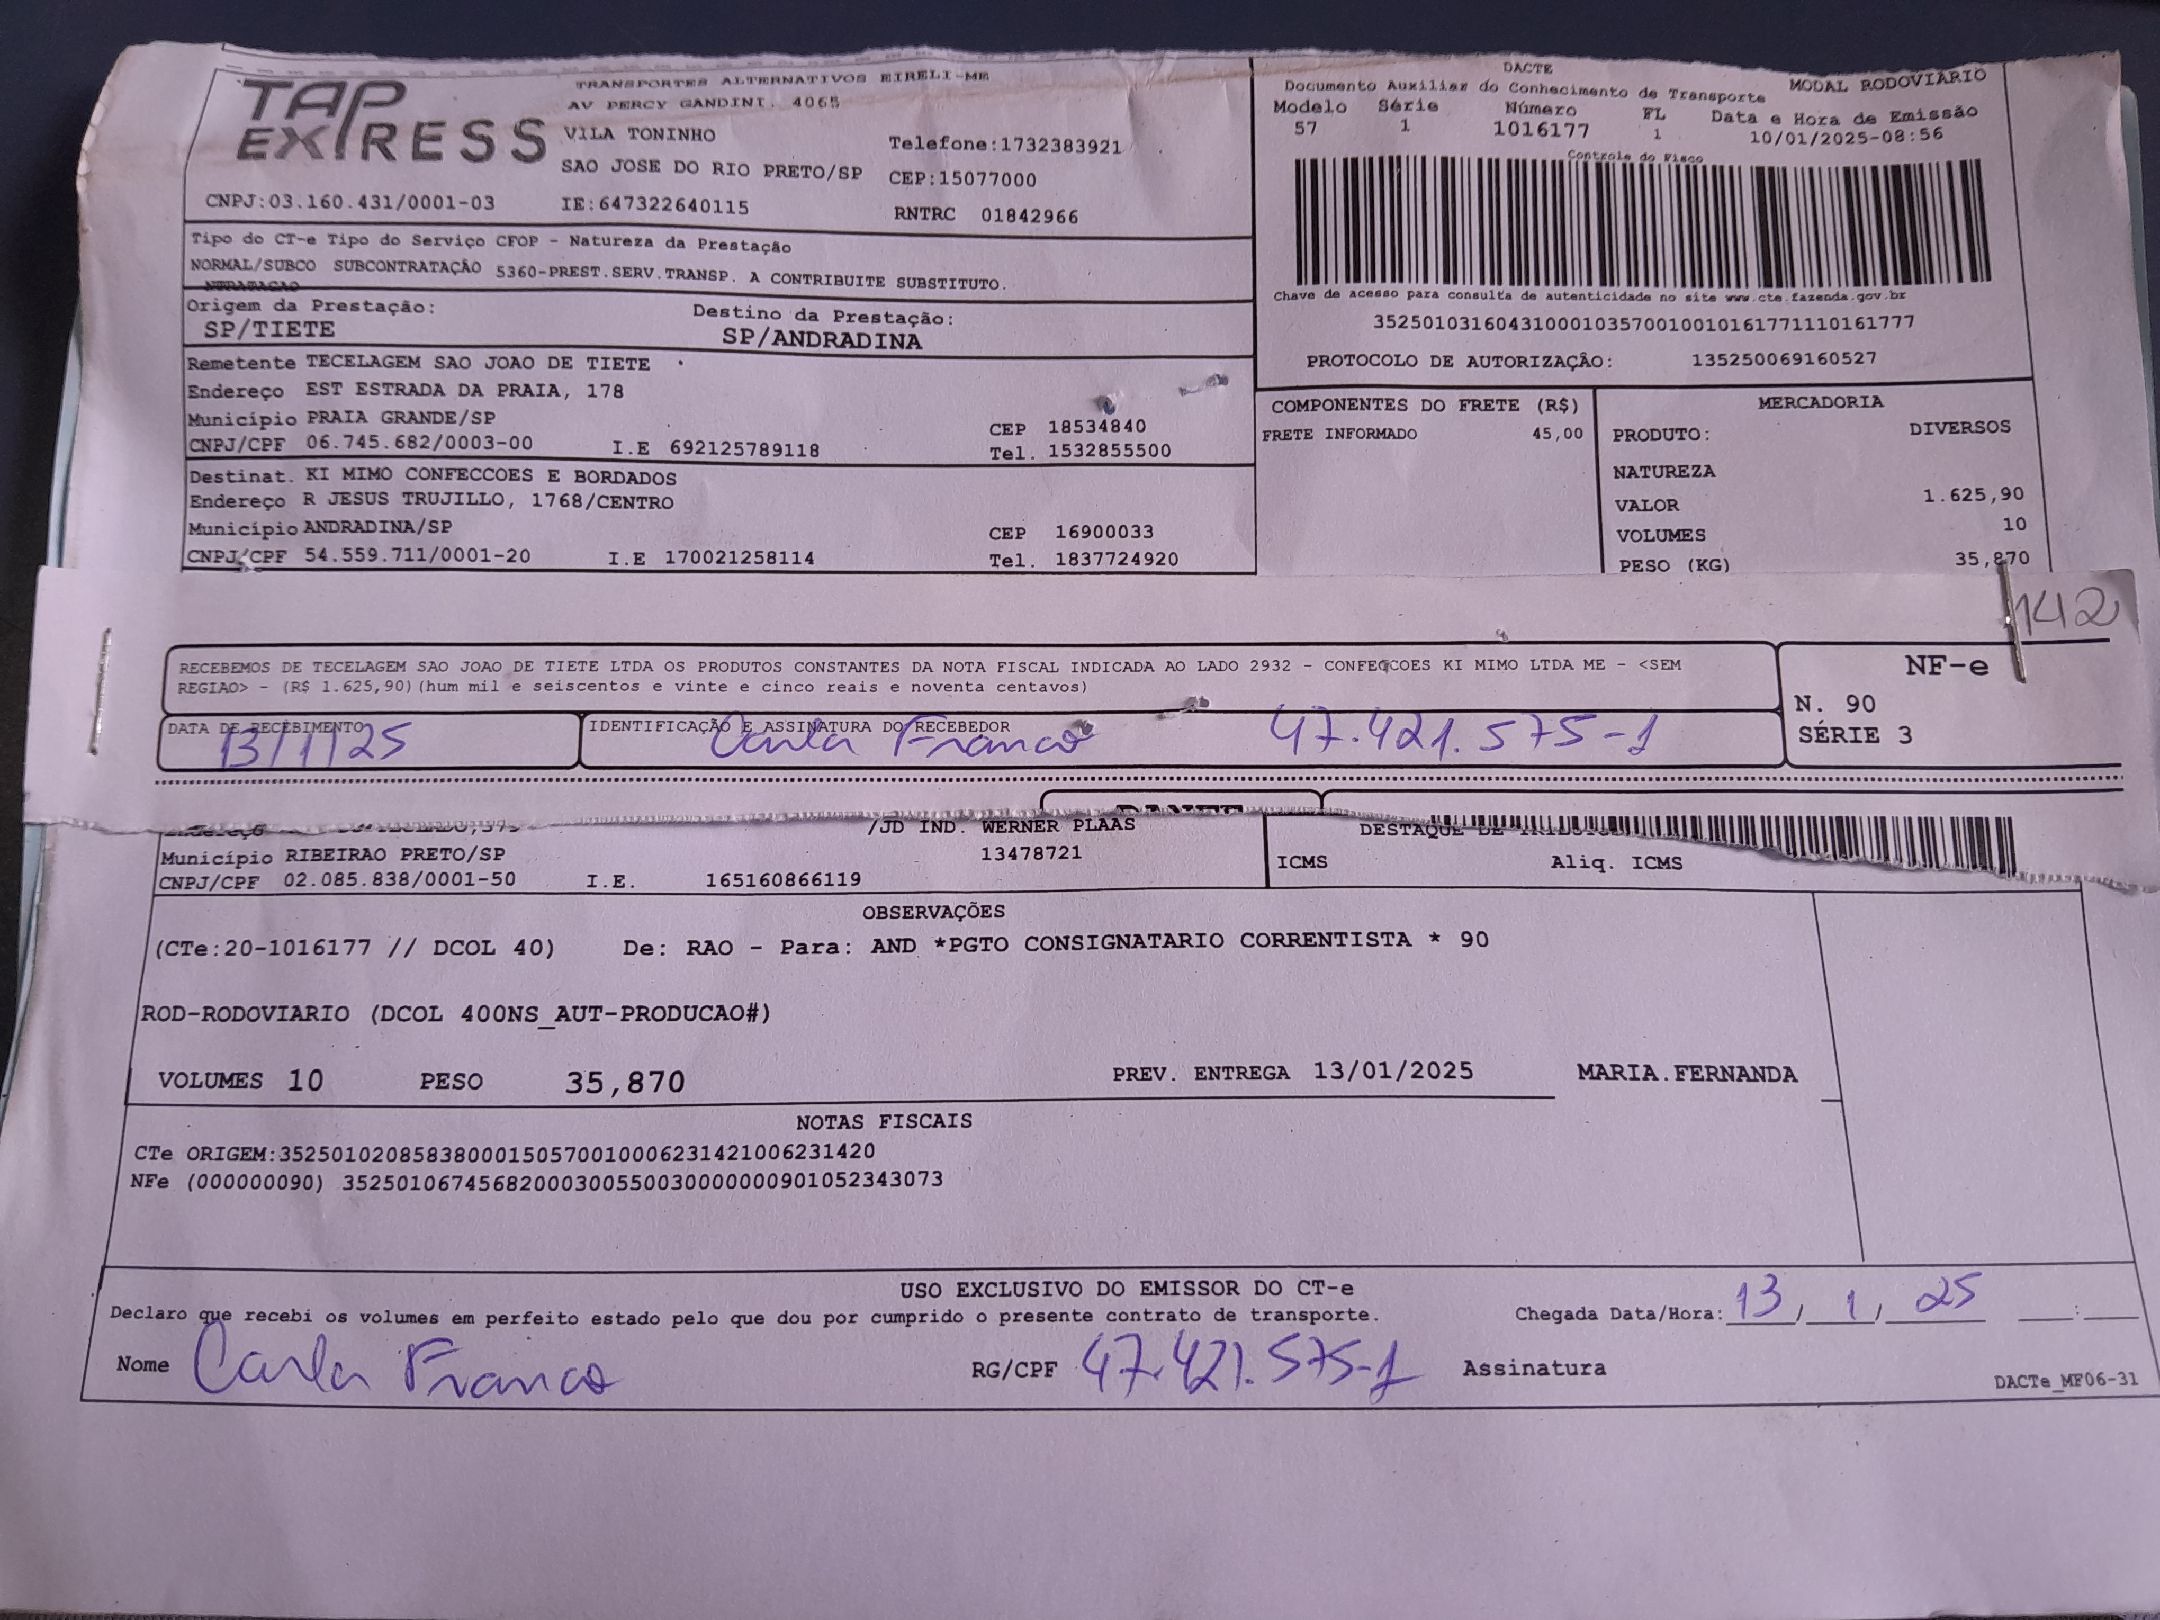 TAP EXPRESS
TRANSPORTES ALTERNATIVOS EIRELI-ME
AV PERCY GANDINI. 4065
VILA TONINHO
Telefone:1732383921
SAO JOSE DO RIO PRETO/SP CEP:15077000
CNPJ:03.160.431/0001-03 IE:647322640115 RNTRC 01842966
DACTE
Documento Auxiliar do Conhecimento de Transporte MODAL RODOVIÁRIO
Modelo Série Número FL Data e Hora de Emissão
57 1 1016177 1 10/01/2025-08:56
Controle do Fisco
Chave de acesso para consulta de autenticidade no site www.cte.fazenda.gov.br
35250103160431000103570010010161771110161777
PROTOCOLO DE AUTORIZAÇÃO: 135250069160527
Tipo do CT-e Tipo do Serviço CFOP - Natureza da Prestação
NORMAL/SUBCO SUBCONTRATAÇÃO 5360-PREST.SERV.TRANSP. A CONTRIBUITE SUBSTITUTO.
NTRATACAO
Origem da Prestação: Destino da Prestação:
SP/TIETE SP/ANDRADINA
Remetente TECELAGEM SAO JOAO DE TIETE
Endereço EST ESTRADA DA PRAIA, 178
Município PRAIA GRANDE/SP CEP 18534840
CNPJ/CPF 06.745.682/0003-00 I.E 692125789118 Tel. 1532855500
Destinat. KI MIMO CONFECCOES E BORDADOS
Endereço R JESUS TRUJILLO, 1768/CENTRO
Município ANDRADINA/SP CEP 16900033
CNPJ/CPF 54.559.711/0001-20 I.E 170021258114 Tel. 1837724920
COMPONENTES DO FRETE (R$)
FRETE INFORMADO 45,00
MERCADORIA
PRODUTO: DIVERSOS
NATUREZA
VALOR 1.625,90
VOLUMES 10
PESO (KG) 35,870
142
RECEBEMOS DE TECELAGEM SAO JOAO DE TIETE LTDA OS PRODUTOS CONSTANTES DA NOTA FISCAL INDICADA AO LADO 2932 - CONFECCOES KI MIMO LTDA ME - <SEM
REGIAO> - (R$ 1.625,90)(hum mil e seiscentos e vinte e cinco reais e noventa centavos)
NF-e
N. 90
SÉRIE 3
DATA DE RECEBIMENTO IDENTIFICAÇÃO E ASSINATURA DO RECEBEDOR
13/1/25 Carla Franco 47.421.575-1
DANFE
Endereço /JD IND. WERNER PLAAS
Município RIBEIRAO PRETO/SP 13478721
CNPJ/CPF 02.085.838/0001-50 I.E. 165160866119
DESTAQUE DE
ICMS Aliq. ICMS
OBSERVAÇÕES
(CTe:20-1016177 // DCOL 40) De: RAO - Para: AND *PGTO CONSIGNATARIO CORRENTISTA * 90
ROD-RODOVIARIO (DCOL 400NS_AUT-PRODUCAO#)
VOLUMES 10 PESO 35,870 PREV. ENTREGA 13/01/2025 MARIA.FERNANDA
NOTAS FISCAIS
CTe ORIGEM:35250102085838000150570010006231421006231420
NFe (000000090) 35250106745682000300550030000000901052343073
USO EXCLUSIVO DO EMISSOR DO CT-e
Declaro que recebi os volumes em perfeito estado pelo que dou por cumprido o presente contrato de transporte. Chegada Data/Hora: 13/ 1/ 25 :
Nome Carla Franco RG/CPF 47.421.575-1 Assinatura
DACTe_MF06-31